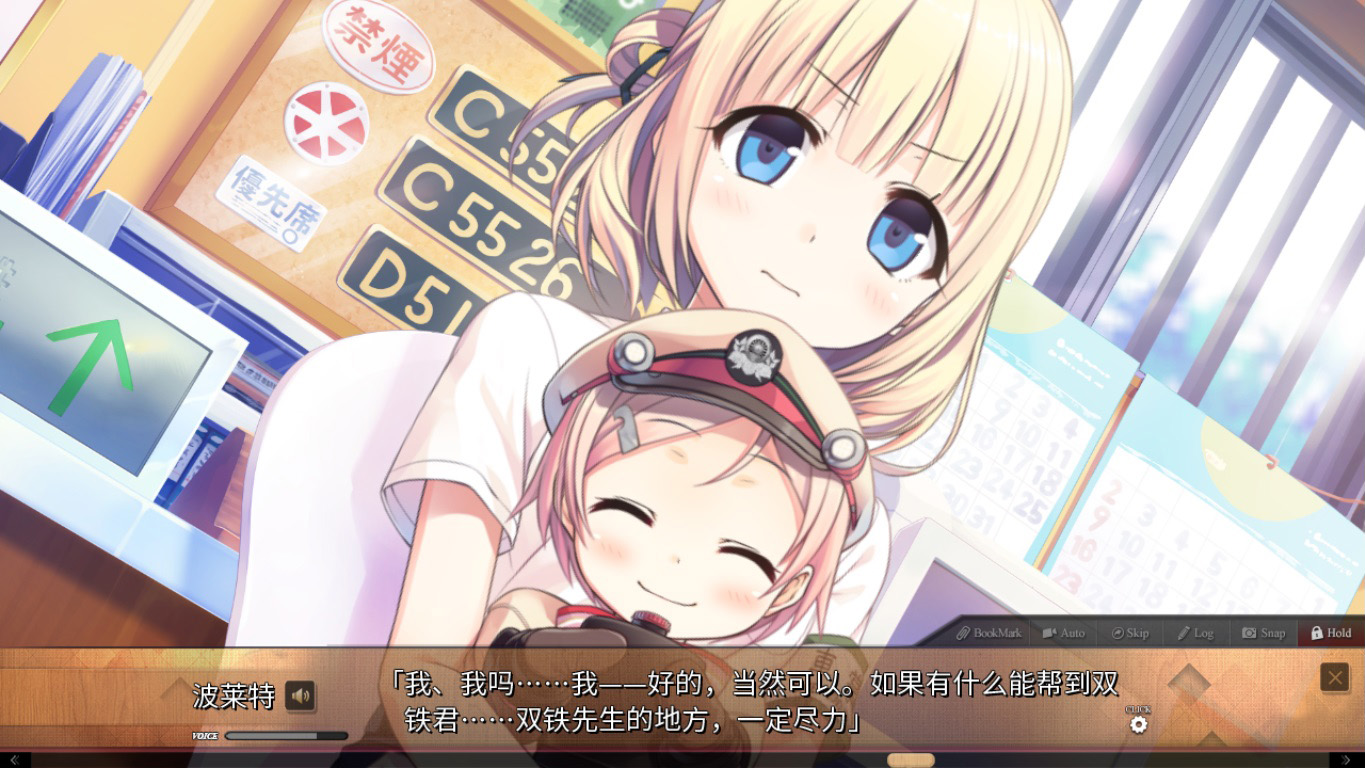 禁煙
優先席
C 55
C 55 26
D 51
BookMark
Auto
Skip
Log
Snap
Hold
波莱特
「我、我吗……我——好的，当然可以。如果有什么能帮到双
铁君……双铁先生的地方，一定尽力」
VOICE
CLICK